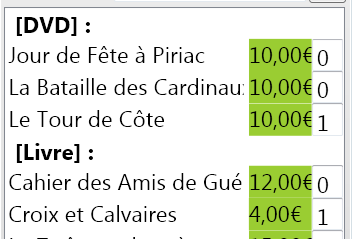 [DVD] :
Jour de Fête à Piriac 10,00€ 0
La Bataille des Cardinaux 10,00€ 0
Le Tour de Côte 10,00€ 1
[Livre] :
Cahier des Amis de Gué 12,00€ 0
Croix et Calvaires 4,00€ 1